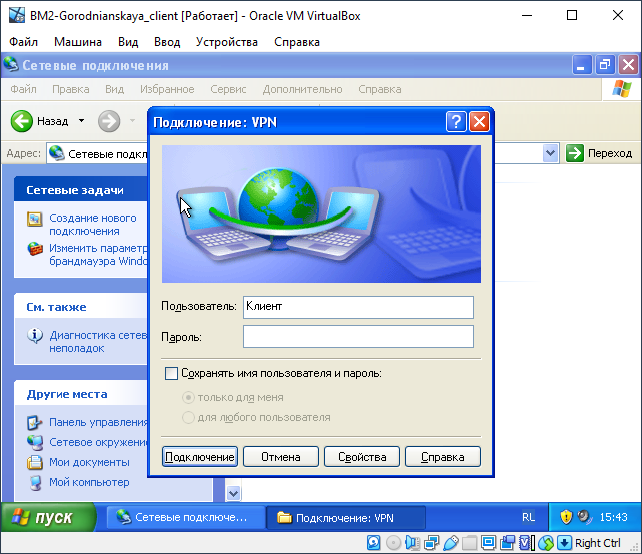 BM2-Gorodnianskaya_client [Работает] - Oracle VM VirtualBox
Файл Машина Вид Ввод Устройства Справка
Сетевые подключения
Файл Правка Вид Избранное Сервис Дополнительно Справка
Назад
Подключение: VPN
Адрес: Сетевые подкл
Переход
Сетевые задачи
Создание нового
подключения
Изменить параметр
брандмауэра Windo
См. также
Диагностика сетев
неполадок
Другие места
Панель управления
Сетевое окружение
Мои документы
Мой компьютер
Пользователь: Клиент
Пароль:
Сохранять имя пользователя и пароль:
только для меня
для любого пользователя
Подключение Отмена Свойства Справка
пуск Сетевые подключе... Подключение: VPN RL 15:43
Right Ctrl